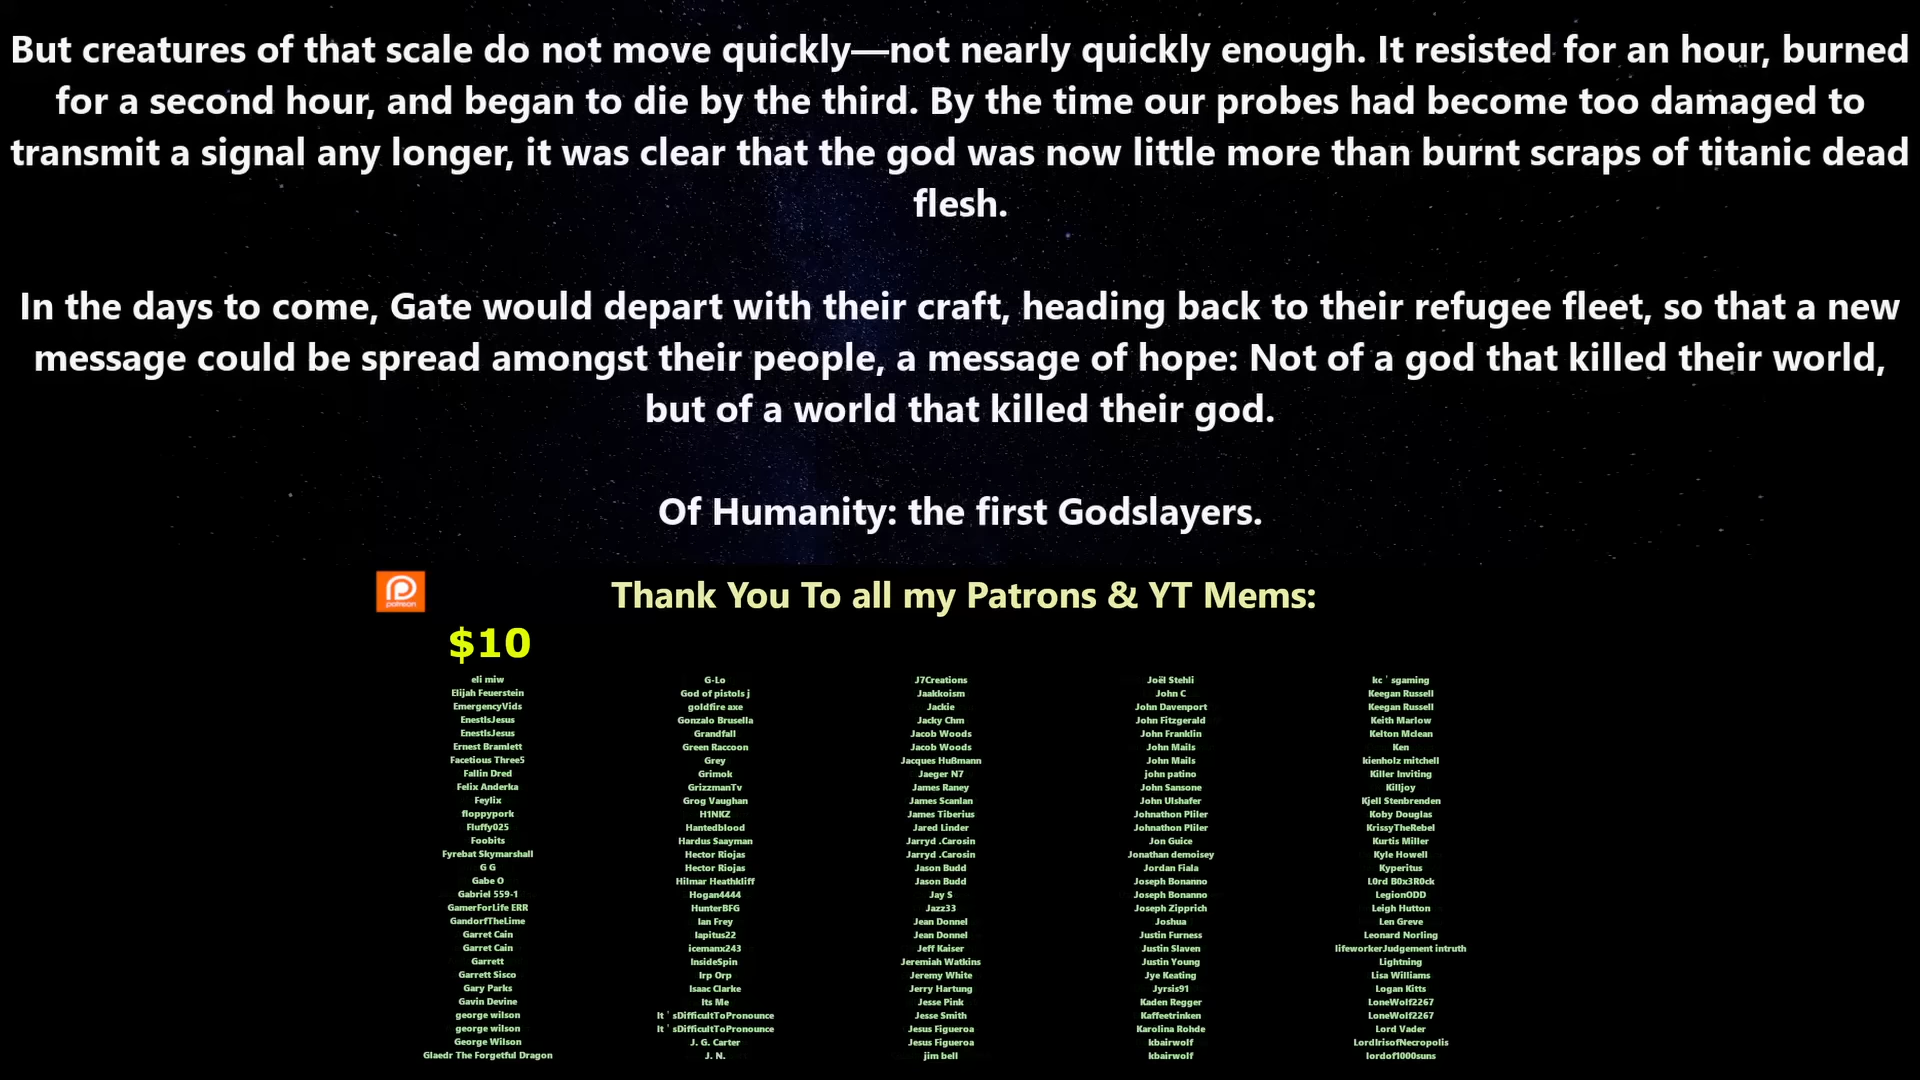 But creatures of that scale do not move quickly—not nearly quickly enough. It resisted for an hour, burned
for a second hour, and began to die by the third. By the time our probes had become too damaged to
transmit a signal any longer, it was clear that the god was now little more than burnt scraps of titanic dead
flesh.
In the days to come, Gate would depart with their craft, heading back to their refugee fleet, so that a new
message could be spread amongst their people, a message of hope: Not of a god that killed their world,
but of a world that killed their god.
Of Humanity: the first Godslayers.
patreon
Thank You To all my Patrons & YT Mems:
$10
eli miw
Elijah Feuerstein
EmergencyVids
EnestIsJesus
EnestIsJesus
Ernest Bramlett
Facetious Three5
Fallin Dred
Felix Anderka
Feylix
floppypork
Fluffy025
Foobits
Fyrebat Skymarshall
G G
Gabe O
Gabriel 559-1
GamerForLife ERR
GandorfTheLime
Garret Cain
Garret Cain
Garrett
Garrett Sisco
Gary Parks
Gavin Devine
george wilson
george wilson
George Wilson
Glaedr The Forgetful Dragon
G-Lo
God of pistols j
goldfire axe
Gonzalo Brusella
Grandfall
Green Raccoon
Grey
Grimok
GrizzmanTv
Grog Vaughan
H1NKZ
Hantedblood
Hardus Saayman
Hector Riojas
Hector Riojas
Hilmar Heathkliff
Hogan4444
HunterBFG
Ian Frey
Iapitus22
icemanx243
InsideSpin
Irp Orp
Isaac Clarke
Its Me
It ' sDifficultToPronounce
It ' sDifficultToPronounce
J. G. Carter
J. N.
J7Creations
Jaakkoism
Jackie
Jacky Chm
Jacob Woods
Jacob Woods
Jacques Hußmann
Jaeger N7
James Raney
James Scanlan
James Tiberius
Jared Linder
Jarryd .Carosin
Jarryd .Carosin
Jason Budd
Jason Budd
Jay S
Jazz33
Jean Donnel
Jean Donnel
Jeff Kaiser
Jeremiah Watkins
Jeremy White
Jerry Hartung
Jesse Pink
Jesse Smith
Jesus Figueroa
Jesus Figueroa
jim bell
Joël Stehli
John C
John Davenport
John Fitzgerald
John Franklin
John Mails
John Mails
john patino
John Sansone
John Ulshafer
Johnathon Pliler
Johnathon Pliler
Jon Guice
Jonathan demoisey
Jordan Fiala
Joseph Bonanno
Joseph Bonanno
Joseph Zipprich
Joshua
Justin Furness
Justin Slaven
Justin Young
Jye Keating
Jyrsis91
Kaden Regger
Kaffeetrinken
Karolina Rohde
kbairwolf
kbairwolf
kc ' sgaming
Keegan Russell
Keegan Russell
Keith Marlow
Kelton Mclean
Ken
kienholz mitchell
Killer Inviting
Killjoy
Kjell Stenbrenden
Koby Douglas
KrissyTheRebel
Kurtis Miller
Kyle Howell
Kyperitus
L0rd B0x3R0ck
LegionODD
Leigh Hutton
Len Greve
Leonard Norling
lifeworkerJudgement intruth
Lightning
Lisa Williams
Logan Kitts
LoneWolf2267
LoneWolf2267
Lord Vader
LordIrisofNecropolis
lordof1000suns